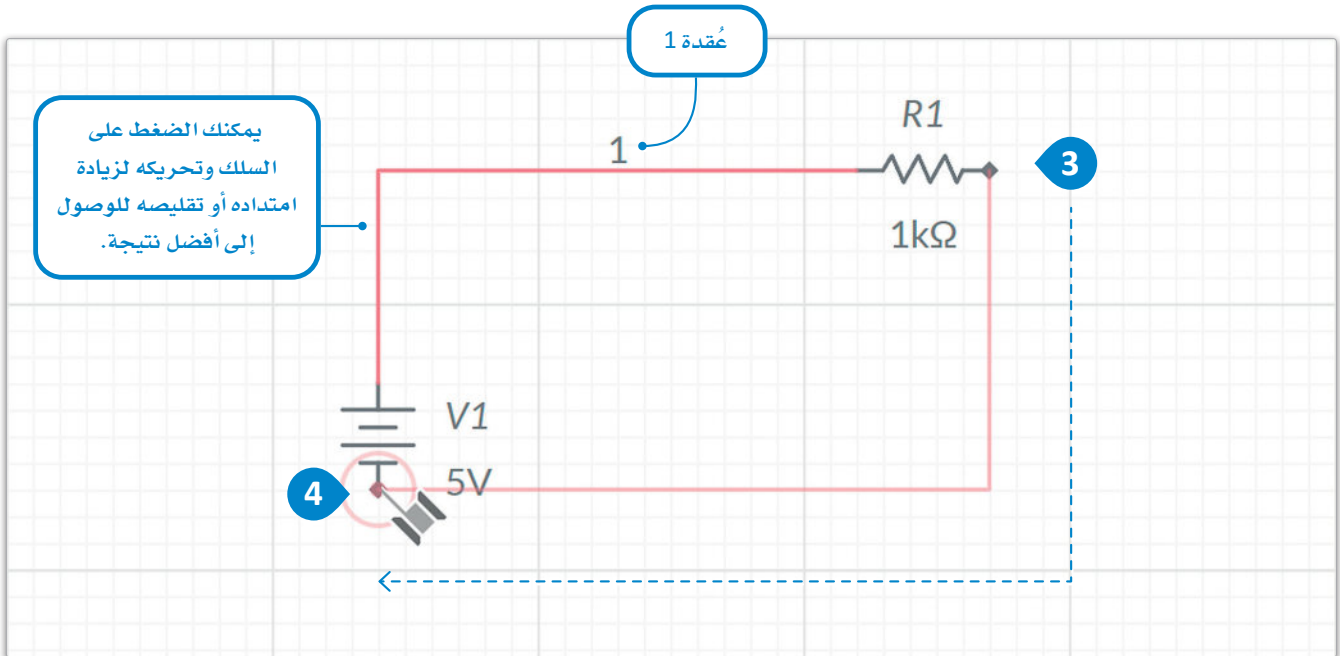 عُقدة 1
يمكنك الضغط على
السلك وتحريكه لزيادة
امتداده أو تقليصه للوصول
إلى أفضل نتيجة.
1
R1
1kΩ
3
V1
5V
4